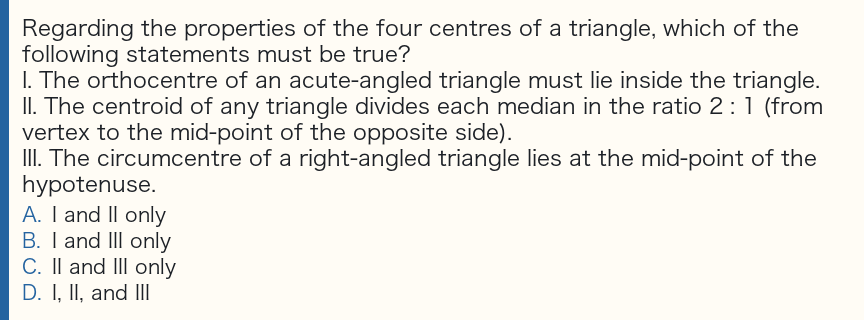 Regarding the properties of the four centres of a triangle, which of the
following statements must be true?
I. The orthocentre of an acute-angled triangle must lie inside the triangle.
II. The centroid of any triangle divides each median in the ratio 2 : 1 (from
vertex to the mid-point of the opposite side).
III. The circumcentre of a right-angled triangle lies at the mid-point of the
hypotenuse.
A. I and II only
B. I and III only
C. II and III only
D. I, II, and III